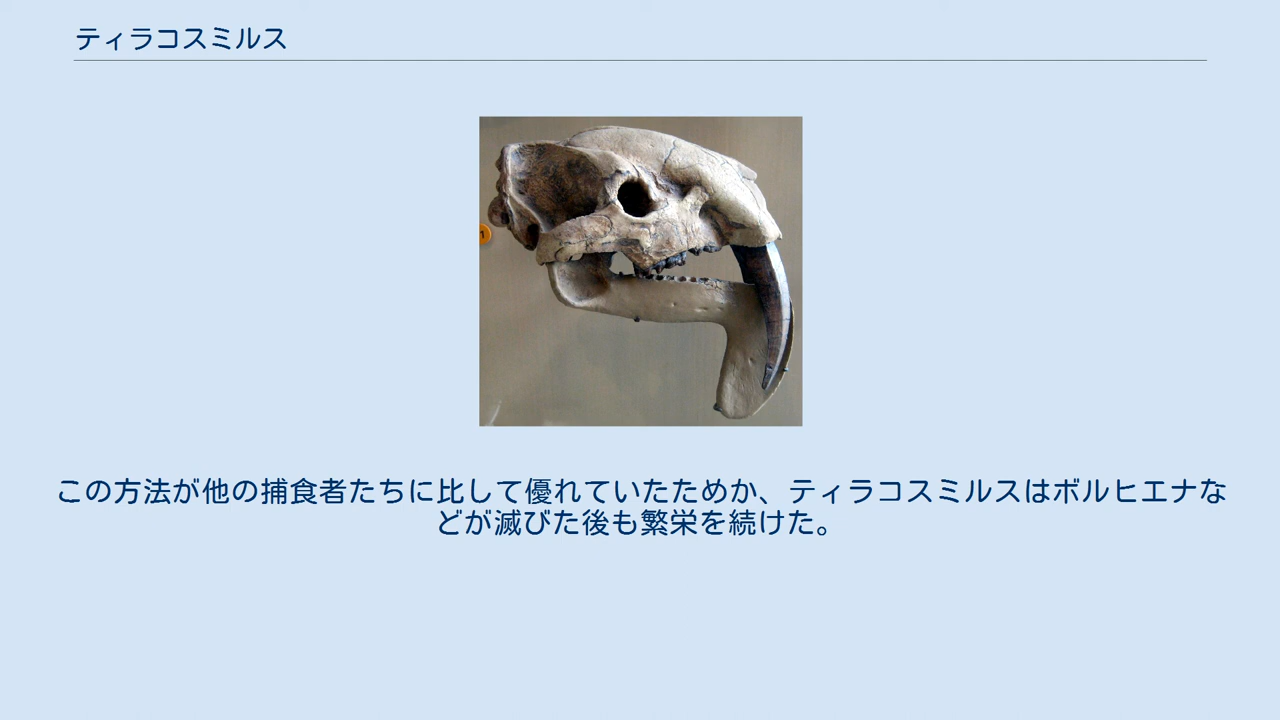 ティラコスミルス
1
この方法が他の捕食者たちに比して優れていたためか、ティラコスミルスはボルヒエナな
どが滅びた後も繁栄を続けた。